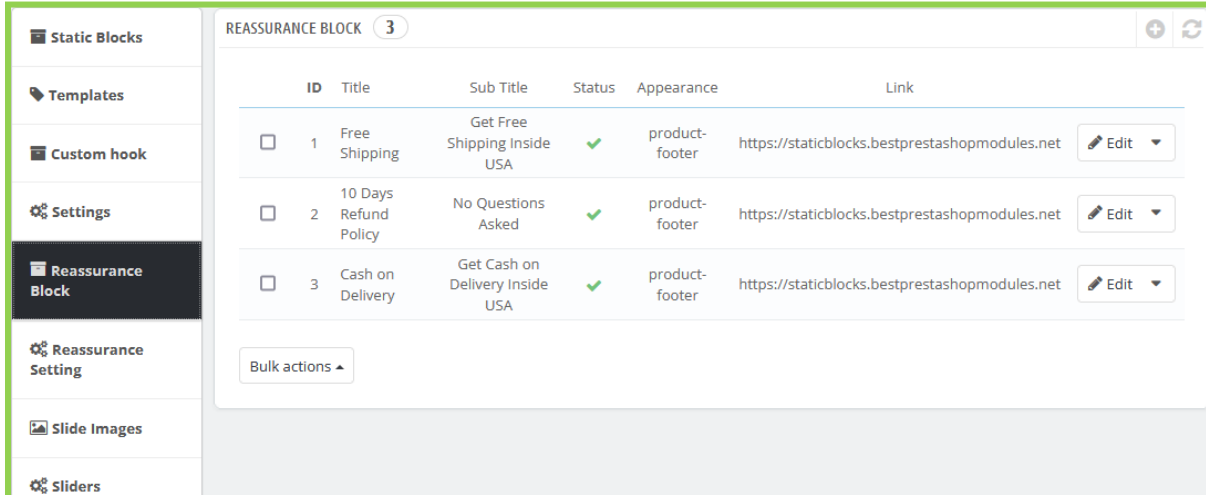 Static Blocks
Templates
Custom hook
Settings
Reassurance
Block
Reassurance
Setting
Slide Images
Sliders
REASSURANCE BLOCK 3
ID Title Sub Title Status Appearance Link
1 Free Shipping Get Free Shipping Inside USA product-footer https://staticblocks.bestprestashopmodules.net Edit
2 10 Days Refund Policy No Questions Asked product-footer https://staticblocks.bestprestashopmodules.net Edit
3 Cash on Delivery Get Cash on Delivery Inside USA product-footer https://staticblocks.bestprestashopmodules.net Edit
Bulk actions